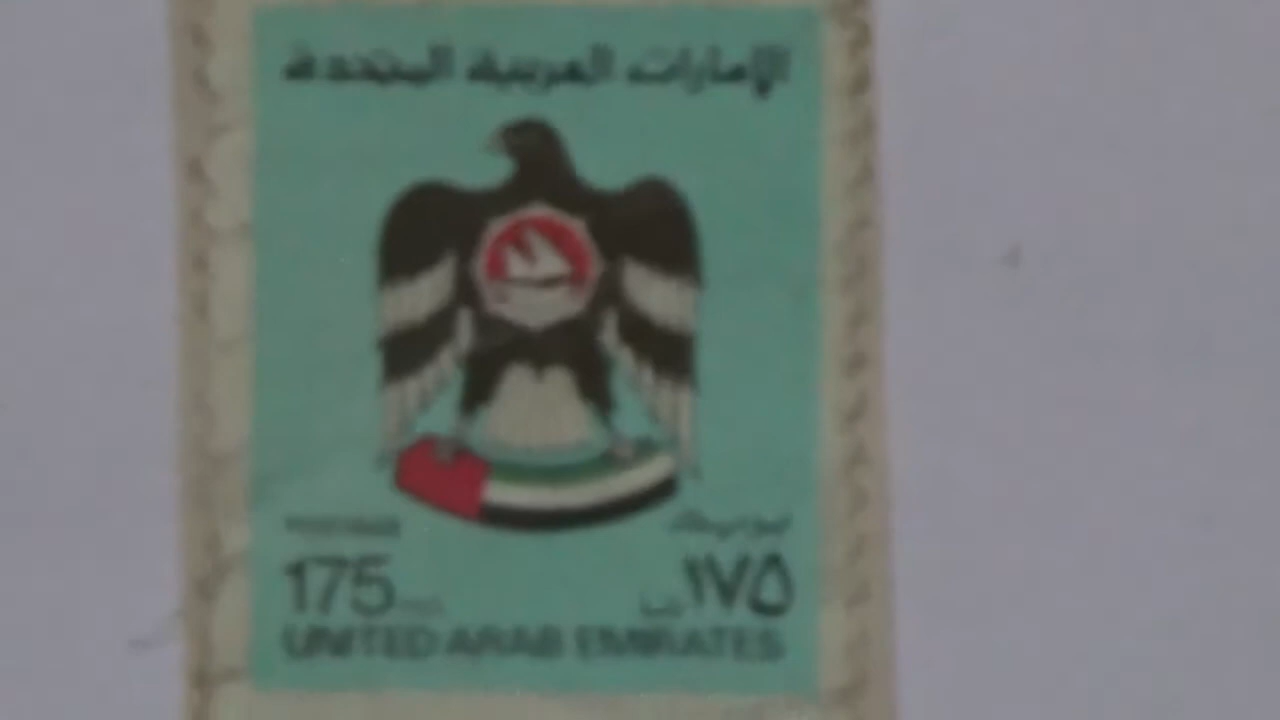 الإمارات العربية المتحدة
POSTAGE بريد
175 ١٧٥
UNITED ARAB EMIRATES